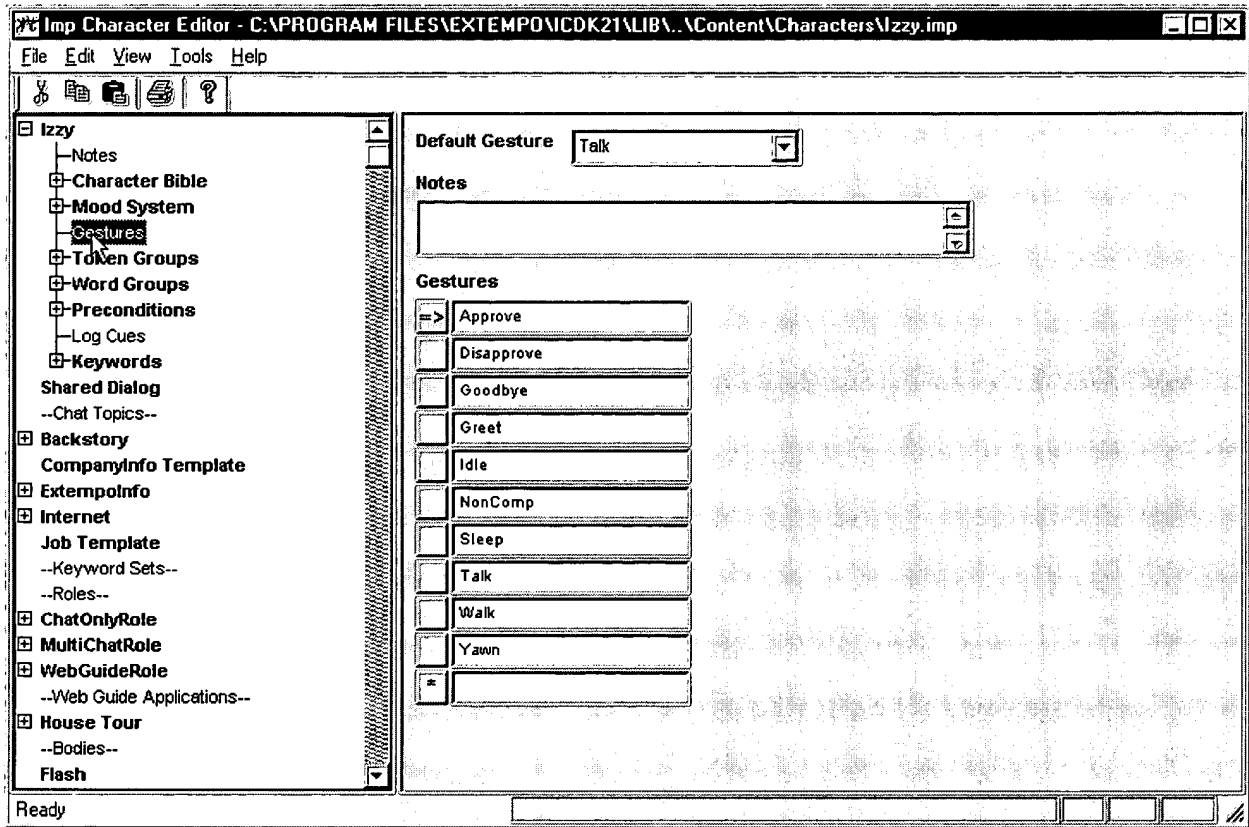 Imp Character Editor - C:\PROGRAM FILES\EXTEMPO\ICDK21\LIB\..\Content\Characters\Izzy.imp
File Edit View Tools Help
Izzy
Notes
Character Bible
Mood System
Gestures
Token Groups
Word Groups
Preconditions
Log Cues
Keywords
Shared Dialog
--Chat Topics--
Backstory
CompanyInfo Template
ExtempoInfo
Internet
Job Template
--Keyword Sets--
--Roles--
ChatOnlyRole
MultiChatRole
WebGuideRole
--Web Guide Applications--
House Tour
--Bodies--
Flash
Default Gesture Talk
Notes
Gestures
=> Approve
Disapprove
Goodbye
Greet
Idle
NonComp
Sleep
Talk
Walk
Yawn
*
Ready